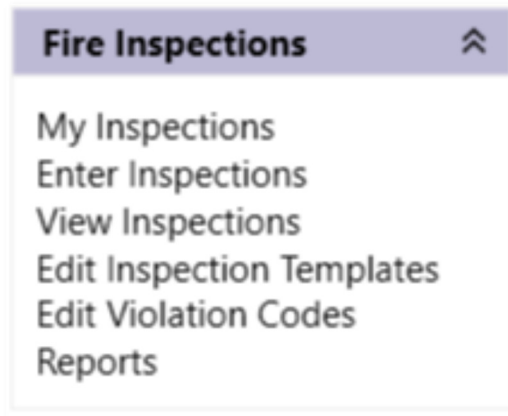 Fire Inspections
My Inspections
Enter Inspections
View Inspections
Edit Inspection Templates
Edit Violation Codes
Reports